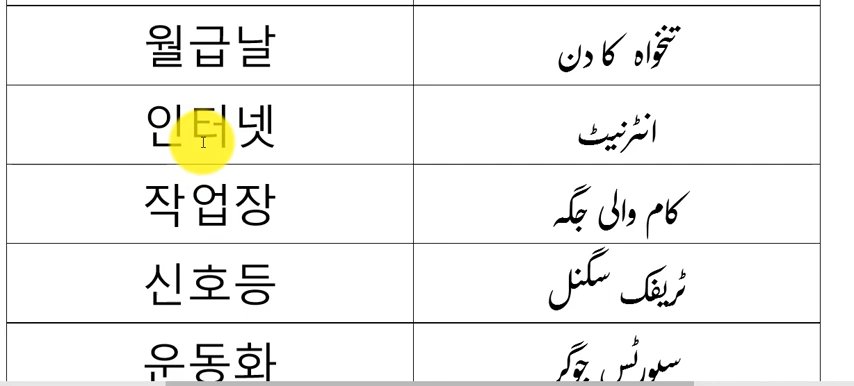 월급날 تنخواہ کا دن
인터넷 انٹرنیٹ
작업장 کام والی جگہ
신호등 ٹریفک سگنل
운동화 سپورٹس جوگر